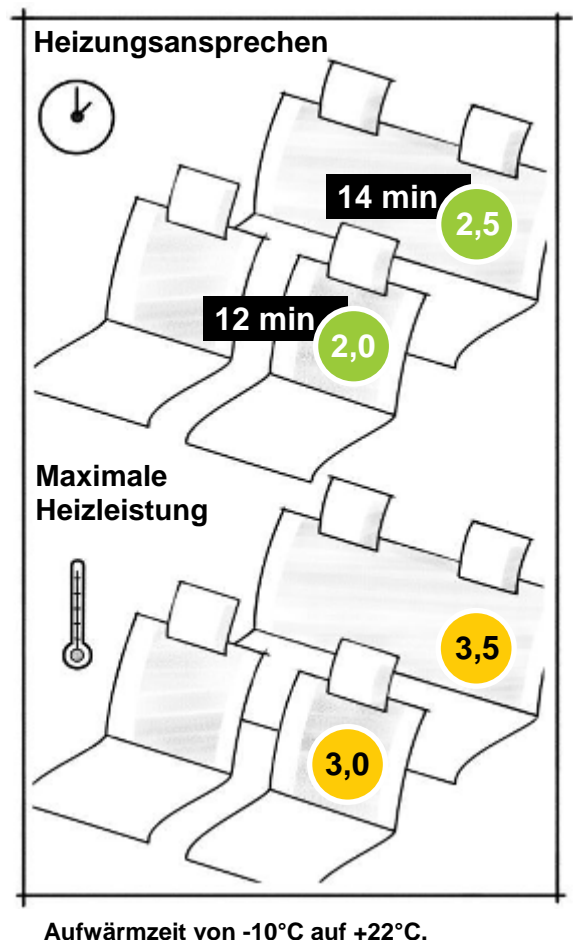 Heizungsansprechen
14 min
2,5
12 min
2,0
Maximale
Heizleistung
3,5
3,0
Aufwärmzeit von -10°C auf +22°C.